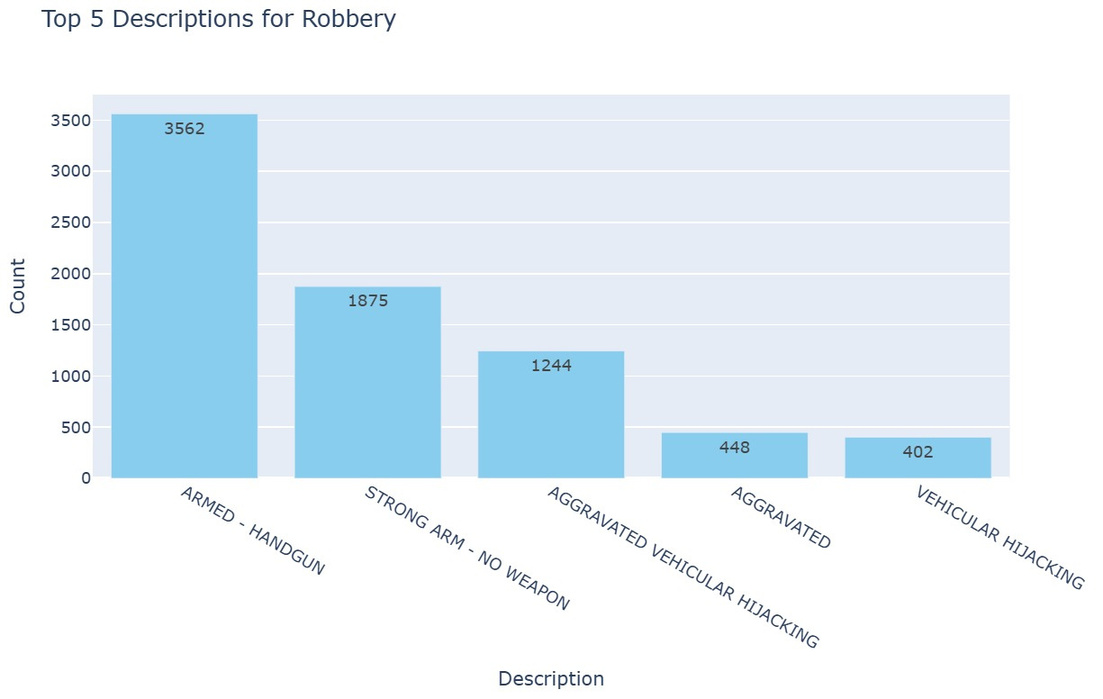 Top 5 Descriptions for Robbery
Count
3500
3000
2500
2000
1500
1000
500
0
3562
1875
1244
448
402
ARMED - HANDGUN
STRONG ARM - NO WEAPON
AGGRAVATED VEHICULAR HIJACKING
AGGRAVATED
VEHICULAR HIJACKING
Description